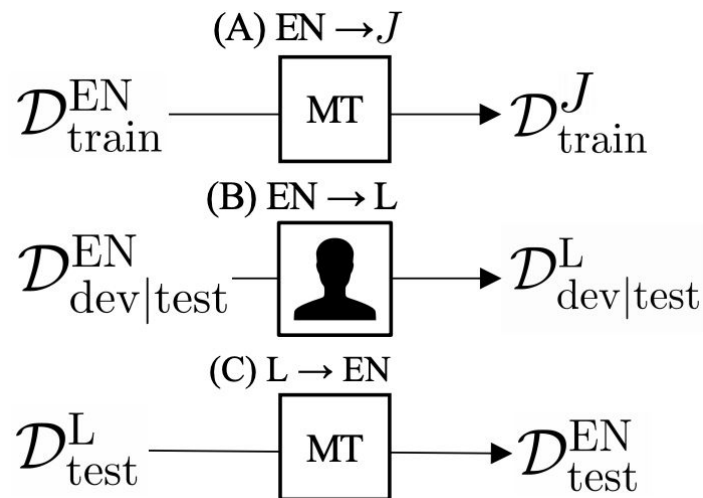 (A) EN → J
𝒟^EN_train MT 𝒟^J_train
(B) EN → L
𝒟^EN_dev|test 𝒟^L_dev|test
(C) L → EN
𝒟^L_test MT 𝒟^EN_test